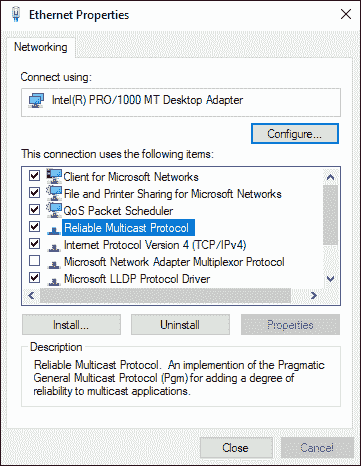 Ethernet Properties
Networking
Connect using:
Intel(R) PRO/1000 MT Desktop Adapter
Configure...
This connection uses the following items:
Client for Microsoft Networks
File and Printer Sharing for Microsoft Networks
QoS Packet Scheduler
Reliable Multicast Protocol
Internet Protocol Version 4 (TCP/IPv4)
Microsoft Network Adapter Multiplexor Protocol
Microsoft LLDP Protocol Driver
Install... Uninstall Properties
Description
Reliable Multicast Protocol. An implemention of the Pragmatic
General Multicast Protocol (Pgm) for adding a degree of
reliability to multicast applications.
Close Cancel